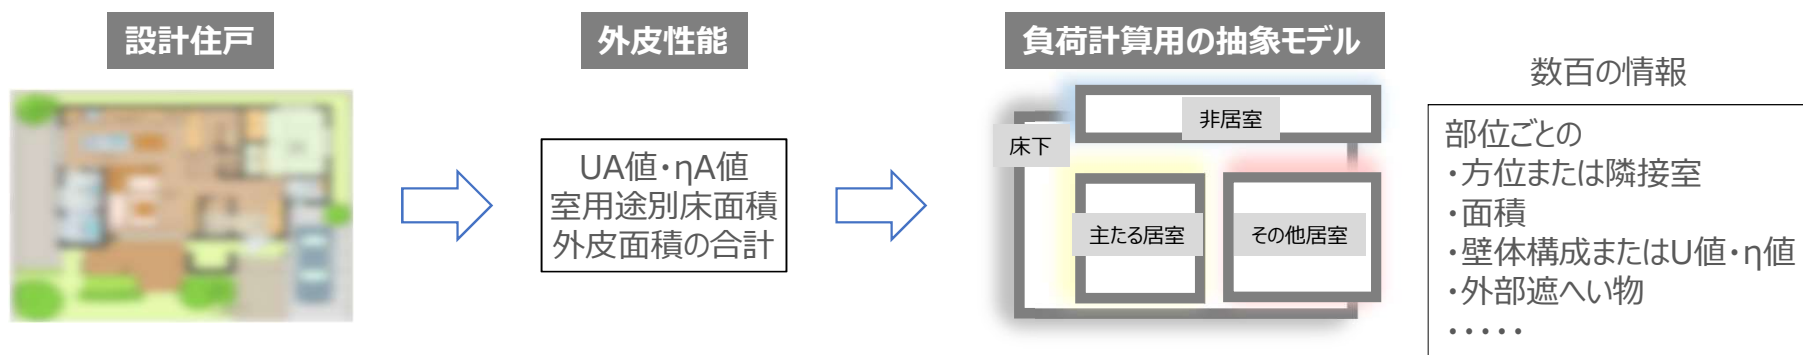 設計住戸
外皮性能
UA値・ηA値
室用途別床面積
外皮面積の合計
負荷計算用の抽象モデル
非居室
床下
主たる居室
その他居室
数百の情報
部位ごとの
・方位または隣接室
・面積
・壁体構成またはU値・η値
・外部遮へい物
・・・・・